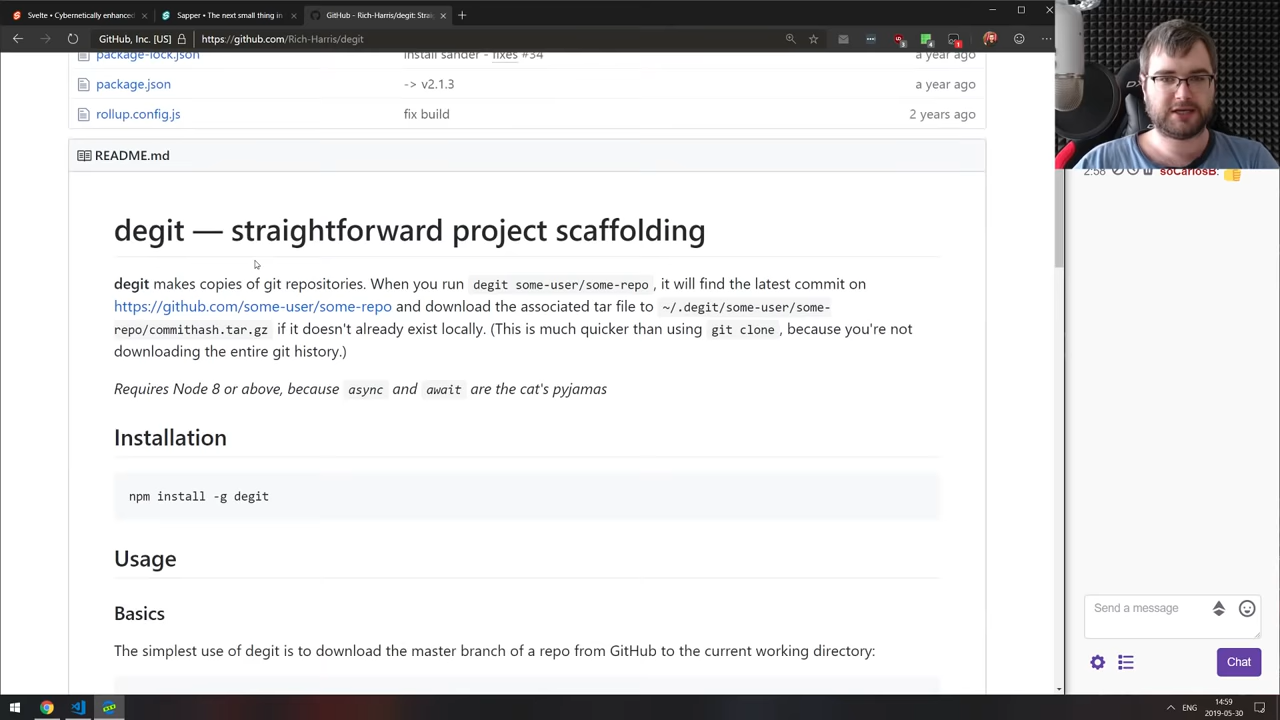 Svelte • Cybernetically enhanced
Sapper • The next small thing in
GitHub - Rich-Harris/degit: Strai
GitHub, Inc. [US]
https://github.com/Rich-Harris/degit
package-lock.json
install sander - fixes #34
a year ago
package.json
-> v2.1.3
a year ago
rollup.config.js
fix build
2 years ago
README.md
degit — straightforward project scaffolding
degit makes copies of git repositories. When you run degit some-user/some-repo, it will find the latest commit on
https://github.com/some-user/some-repo and download the associated tar file to ~/.degit/some-user/some-
repo/commithash.tar.gz if it doesn't already exist locally. (This is much quicker than using git clone, because you're not
downloading the entire git history.)
Requires Node 8 or above, because async and await are the cat's pyjamas
Installation
npm install -g degit
Usage
Basics
The simplest use of degit is to download the master branch of a repo from GitHub to the current working directory:
2:58 soCarlosB:
Send a message
Chat
ENG
14:59
2019-05-30